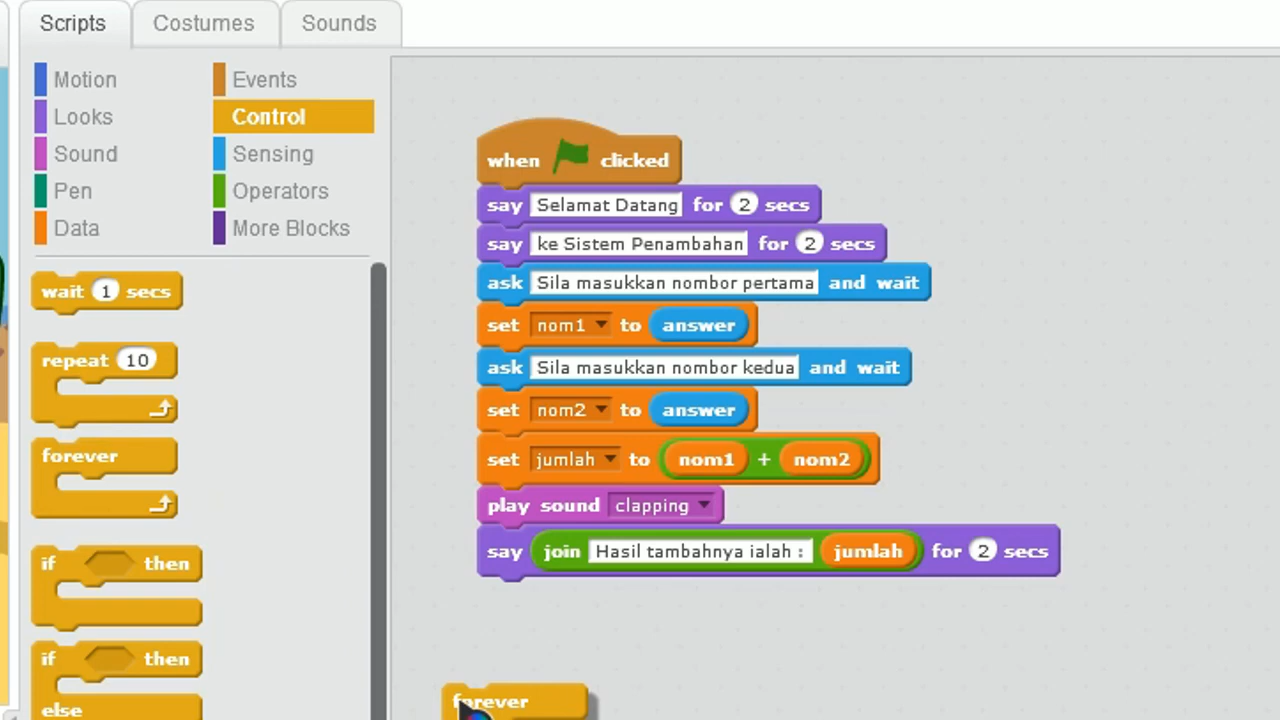 Scripts Costumes Sounds
Motion Events
Looks Control
Sound Sensing
Pen Operators
Data More Blocks
wait 1 secs
repeat 10
forever
if then
if then
else
when clicked
say Selamat Datang for 2 secs
say ke Sistem Penambahan for 2 secs
ask Sila masukkan nombor pertama and wait
set nom1 to answer
ask Sila masukkan nombor kedua and wait
set nom2 to answer
set jumlah to nom1 + nom2
play sound clapping
say join Hasil tambahnya ialah : jumlah for 2 secs
forever